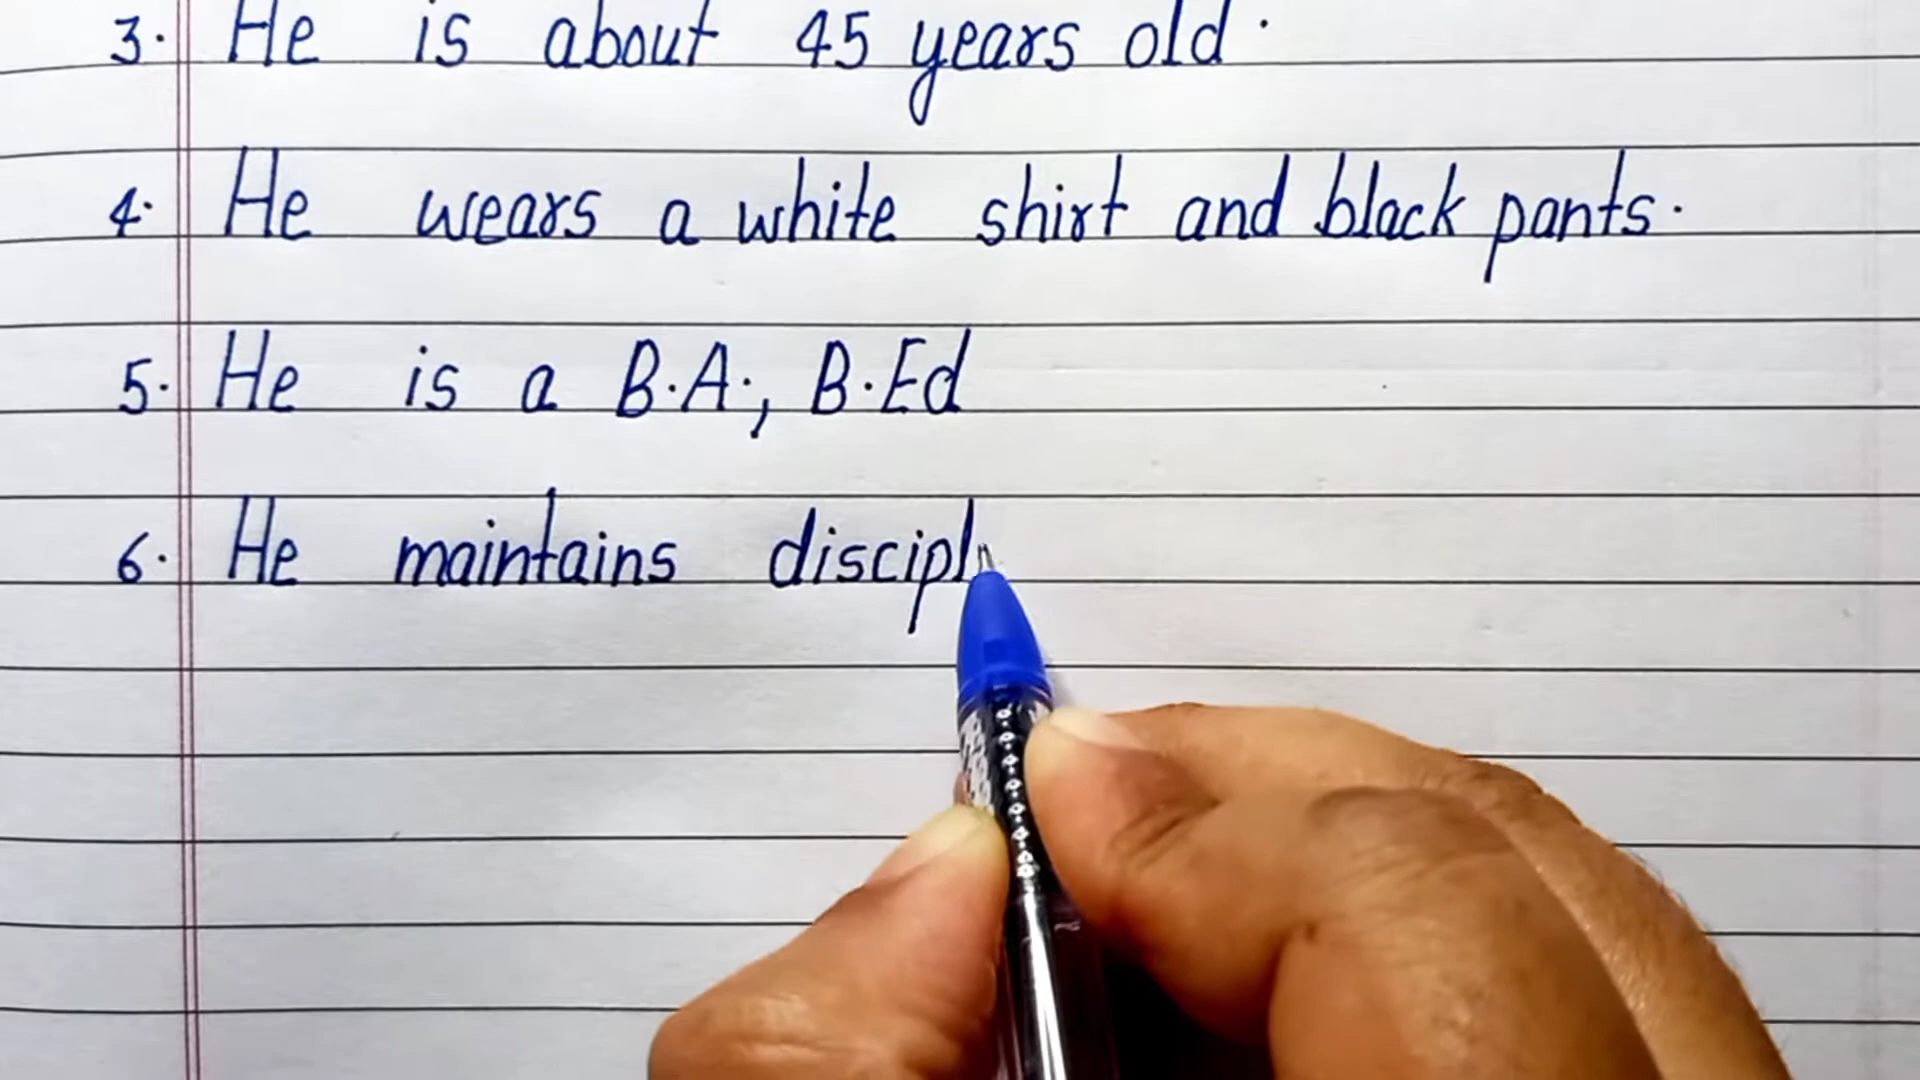 3. He is about 45 years old.
4. He wears a white shirt and black pants.
5. He is a B.A., B.Ed
6. He maintains discipl